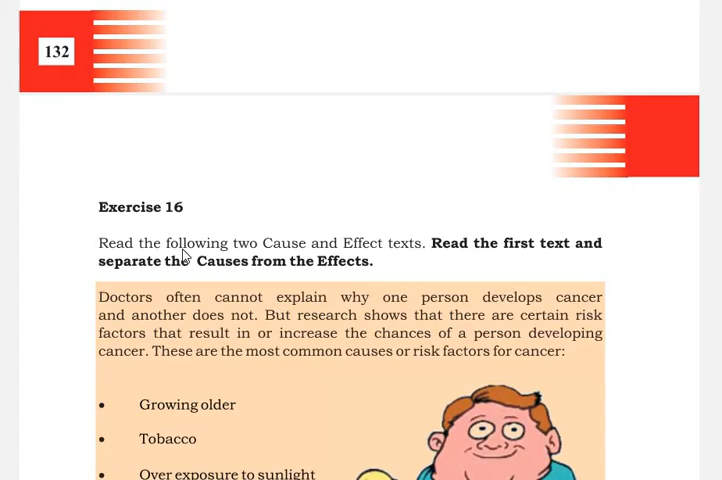 132
Exercise 16
Read the following two Cause and Effect texts. Read the first text and
separate the Causes from the Effects.
Doctors often cannot explain why one person develops cancer
and another does not. But research shows that there are certain risk
factors that result in or increase the chances of a person developing
cancer. These are the most common causes or risk factors for cancer:
• Growing older
• Tobacco
• Over exposure to sunlight